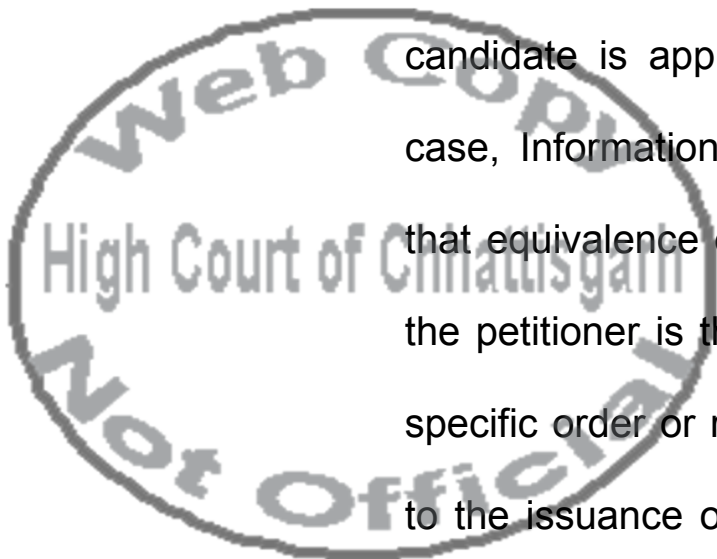 candidate is app
case, Information
that equivalence
the petitioner is
specific order or
to the issuance
Web Copy
High Court of Chhattisgarh
Not Official